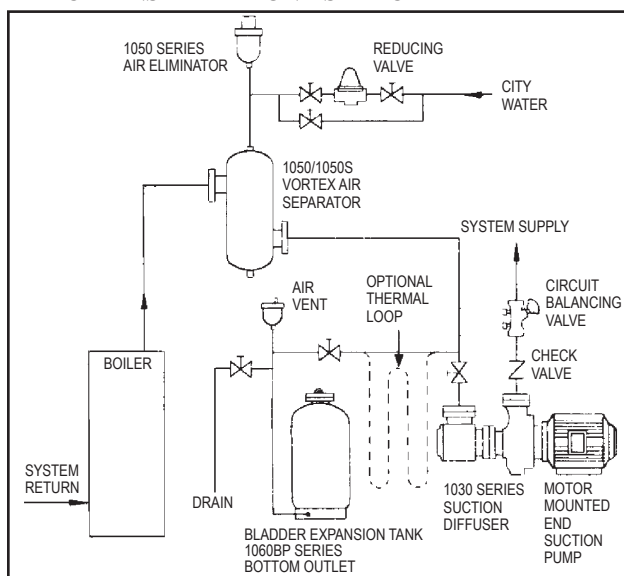 1050 SERIES
AIR ELIMINATOR
REDUCING
VALVE
CITY
WATER
1050/1050S
VORTEX AIR
SEPARATOR
SYSTEM SUPPLY
AIR
VENT
OPTIONAL
THERMAL
LOOP
CIRCUIT
BALANCING
VALVE
BOILER
CHECK
VALVE
SYSTEM
RETURN
DRAIN
BLADDER EXPANSION TANK
1060BP SERIES
BOTTOM OUTLET
1030 SERIES
SUCTION
DIFFUSER
MOTOR
MOUNTED
END
SUCTION
PUMP